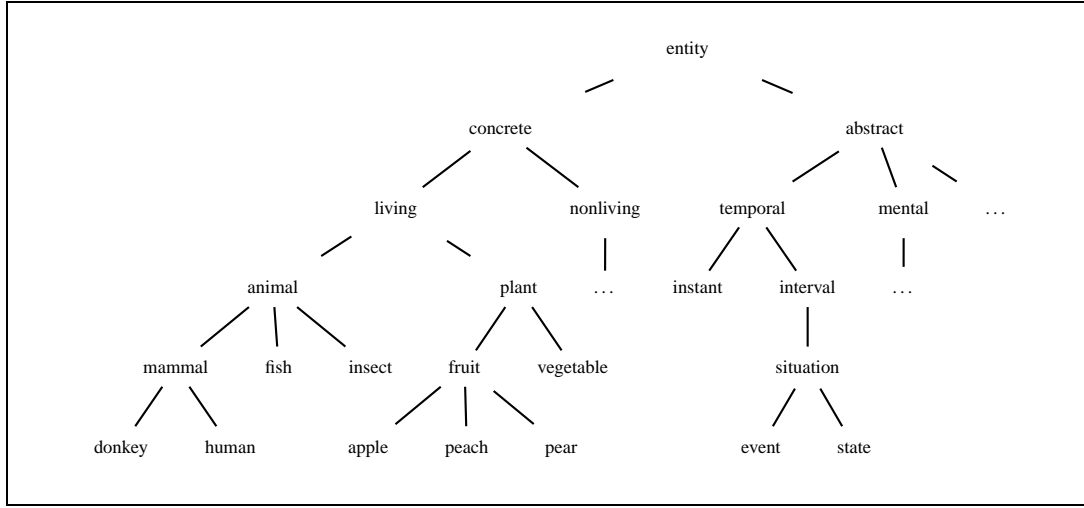 entity
concrete abstract
living nonliving temporal mental ...
animal plant ... instant interval ...
mammal fish insect fruit vegetable situation
donkey human apple peach pear event state